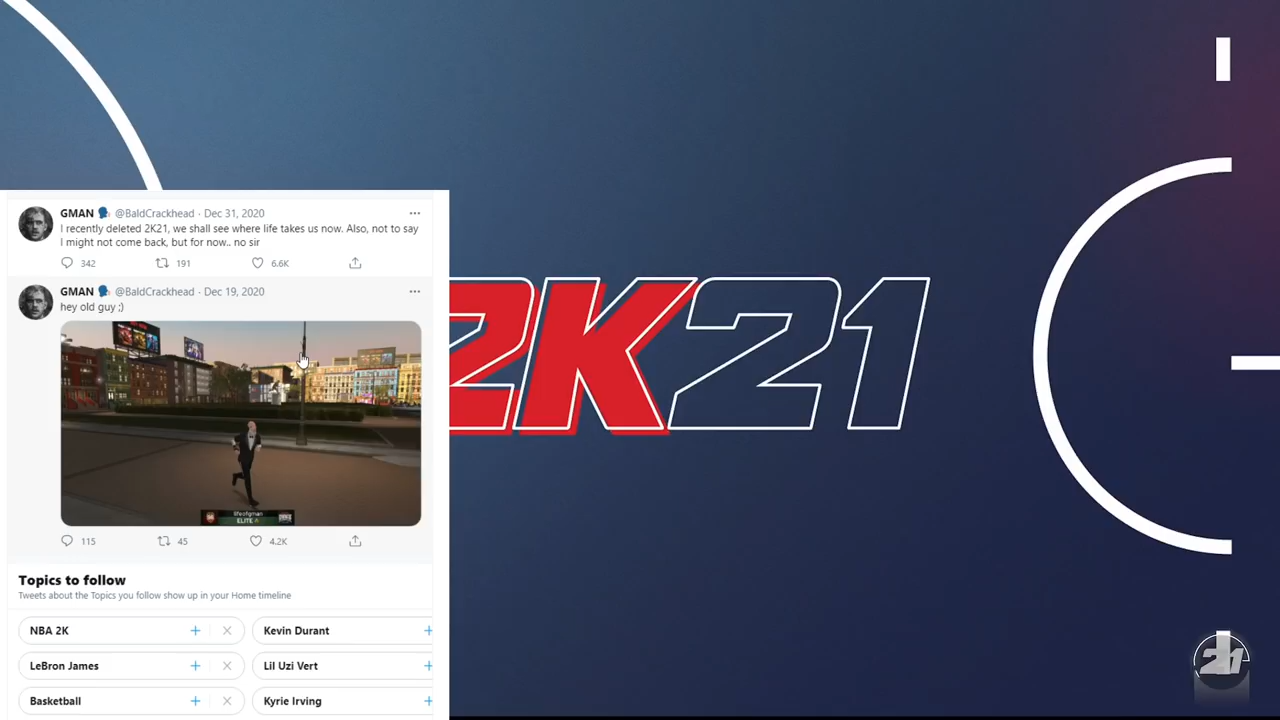 GMAN 🗣 @BaldCrackhead · Dec 31, 2020
I recently deleted 2K21, we shall see where life takes us now. Also, not to say
I might not come back, but for now.. no sir
342 191 6.6K
GMAN 🗣 @BaldCrackhead · Dec 19, 2020
hey old guy ;)
lifeofgman
ELITE
115 45 4.2K
Topics to follow
Tweets about the Topics you follow show up in your Home timeline
NBA 2K
Kevin Durant
LeBron James
Lil Uzi Vert
Basketball
Kyrie Irving
2K21
21